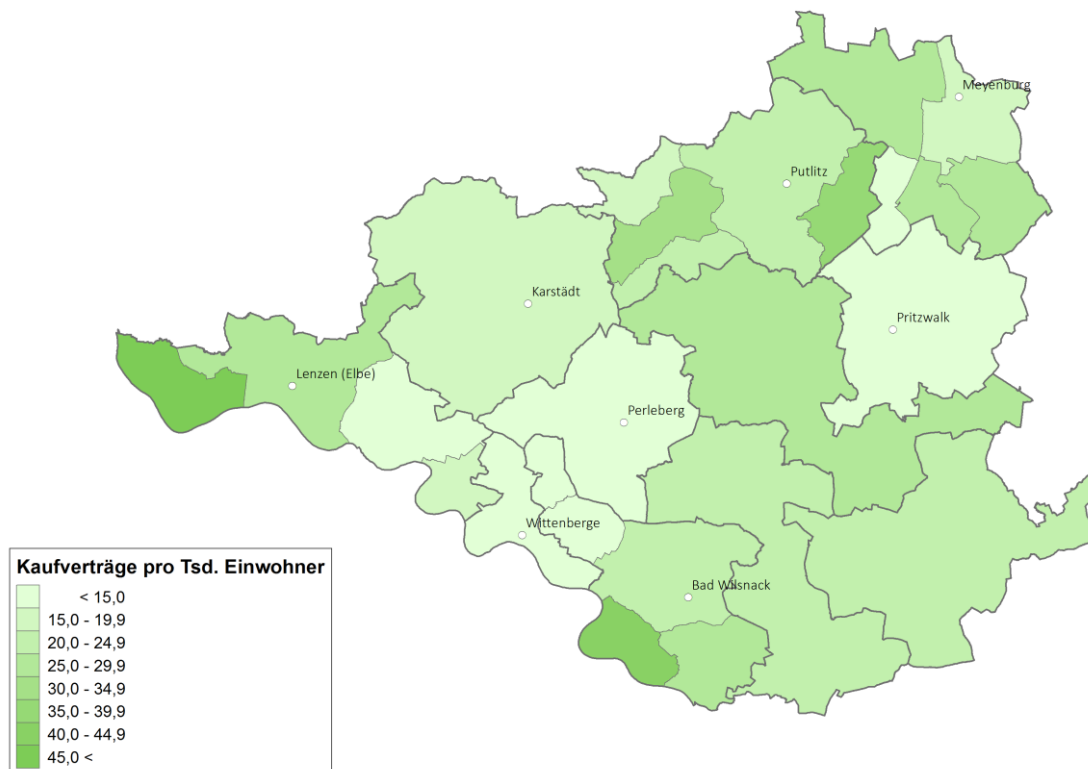 Meyenburg
Putlitz
Karstädt
Pritzwalk
Lenzen (Elbe)
Perleberg
Wittenberge
Bad Wilsnack
Kaufverträge pro Tsd. Einwohner
< 15,0
15,0 - 19,9
20,0 - 24,9
25,0 - 29,9
30,0 - 34,9
35,0 - 39,9
40,0 - 44,9
45,0 <